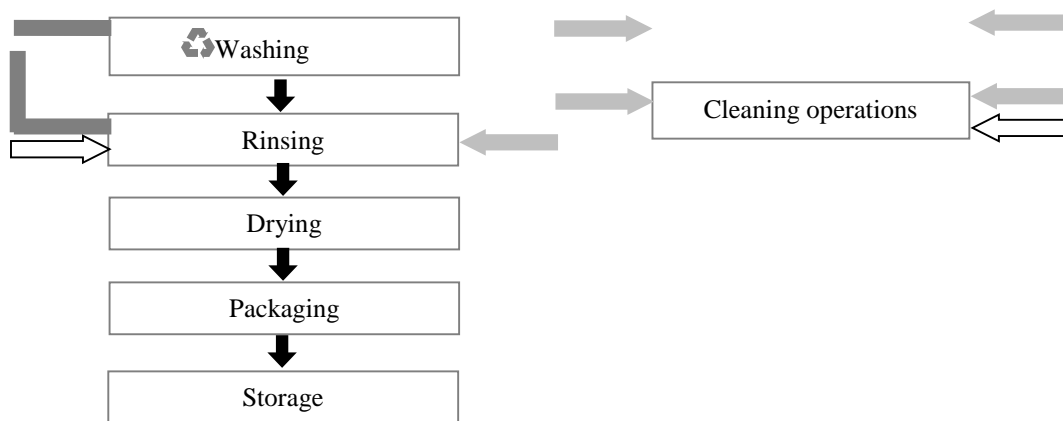 Washing
Cleaning operations
Rinsing
Drying
Packaging
Storage